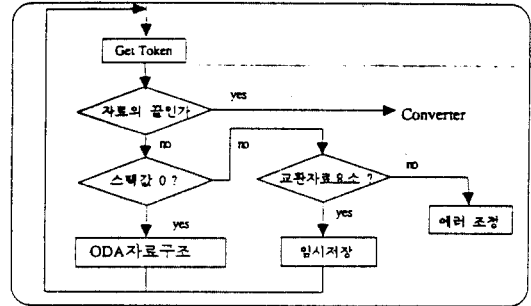 Get Token
자료의 끝인가
yes
Converter
no
no
스택값 0 ?
교환자료요소 ?
no
yes
yes
에러 조정
ODA자료구조
임시저장